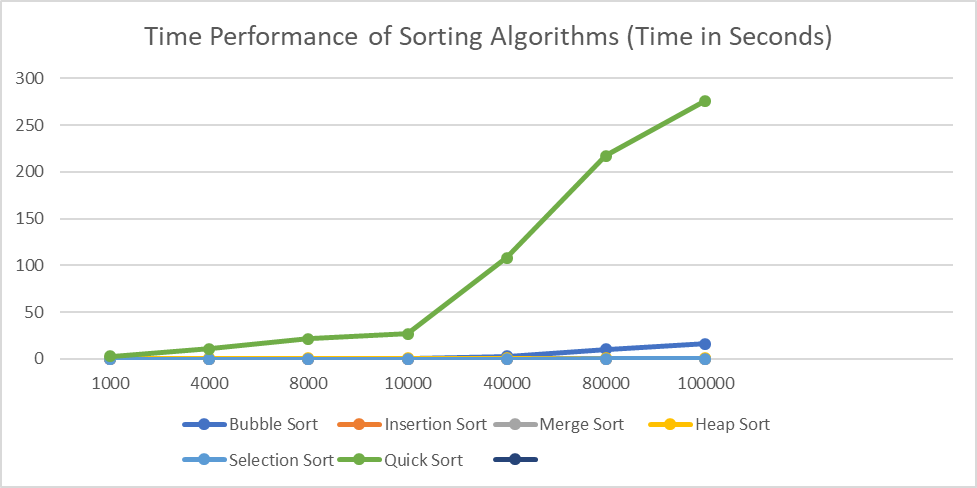 Time Performance of Sorting Algorithms (Time in Seconds)
300
250
200
150
100
50
0
1000 4000 8000 10000 40000 80000 100000
Bubble Sort Insertion Sort Merge Sort Heap Sort
Selection Sort Quick Sort